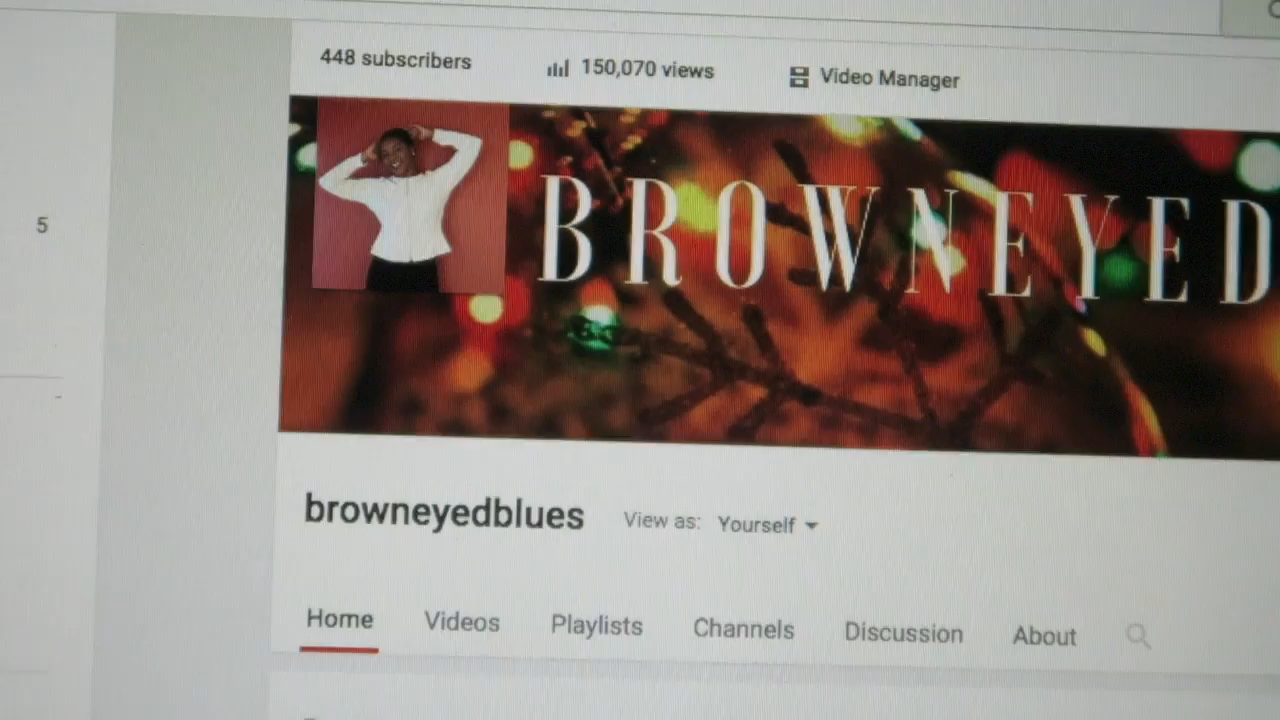 448 subscribers 150,070 views Video Manager
BROWNEYED
5
browneyedblues View as: Yourself
Home Videos Playlists Channels Discussion About